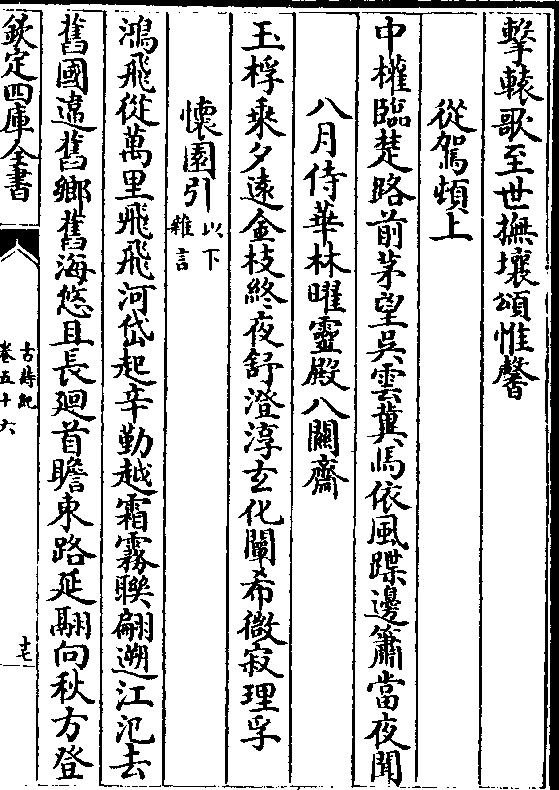 擊轅歌至世撫壤頌惟馨
從駕頓上
中權臨楚路前茅望吳雲冀馬依風蹀邊簫當夜聞
八月侍華林曜靈殿八關齋
玉桴乘夕遠金枝終夜舒澄淳玄化闡希微寂理孚
懷園引以下雜言
鴻飛從萬里飛飛河岱起辛勤越霜霧聯翩遡江汜去
舊國違舊鄉舊海悠且長迴首瞻東路延翮向秋方登
欽定四庫全書
古詩紀
卷五十六
十七